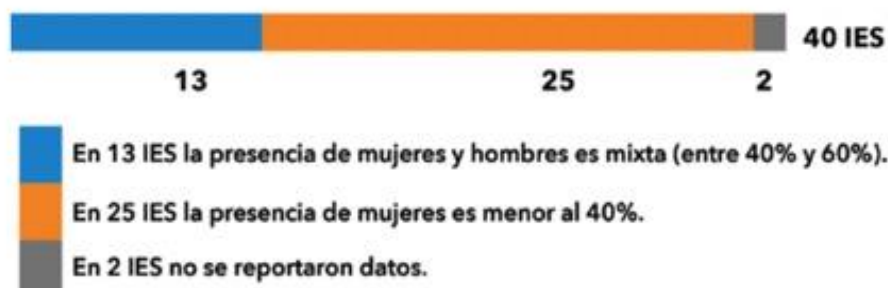 40 IES
13 25 2
En 13 IES la presencia de mujeres y hombres es mixta (entre 40% y 60%).
En 25 IES la presencia de mujeres es menor al 40%.
En 2 IES no se reportaron datos.